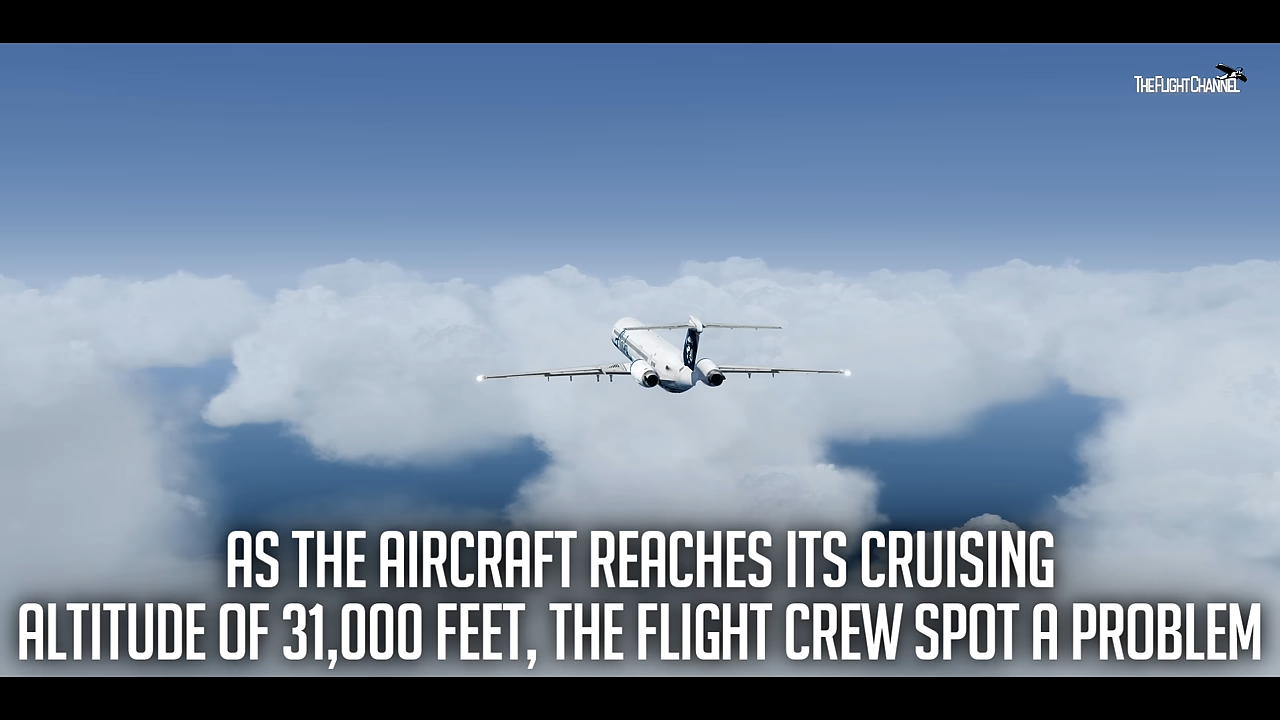 THEFLIGHTCHANNEL
AS THE AIRCRAFT REACHES ITS CRUISING
ALTITUDE OF 31,000 FEET, THE FLIGHT CREW SPOT A PROBLEM